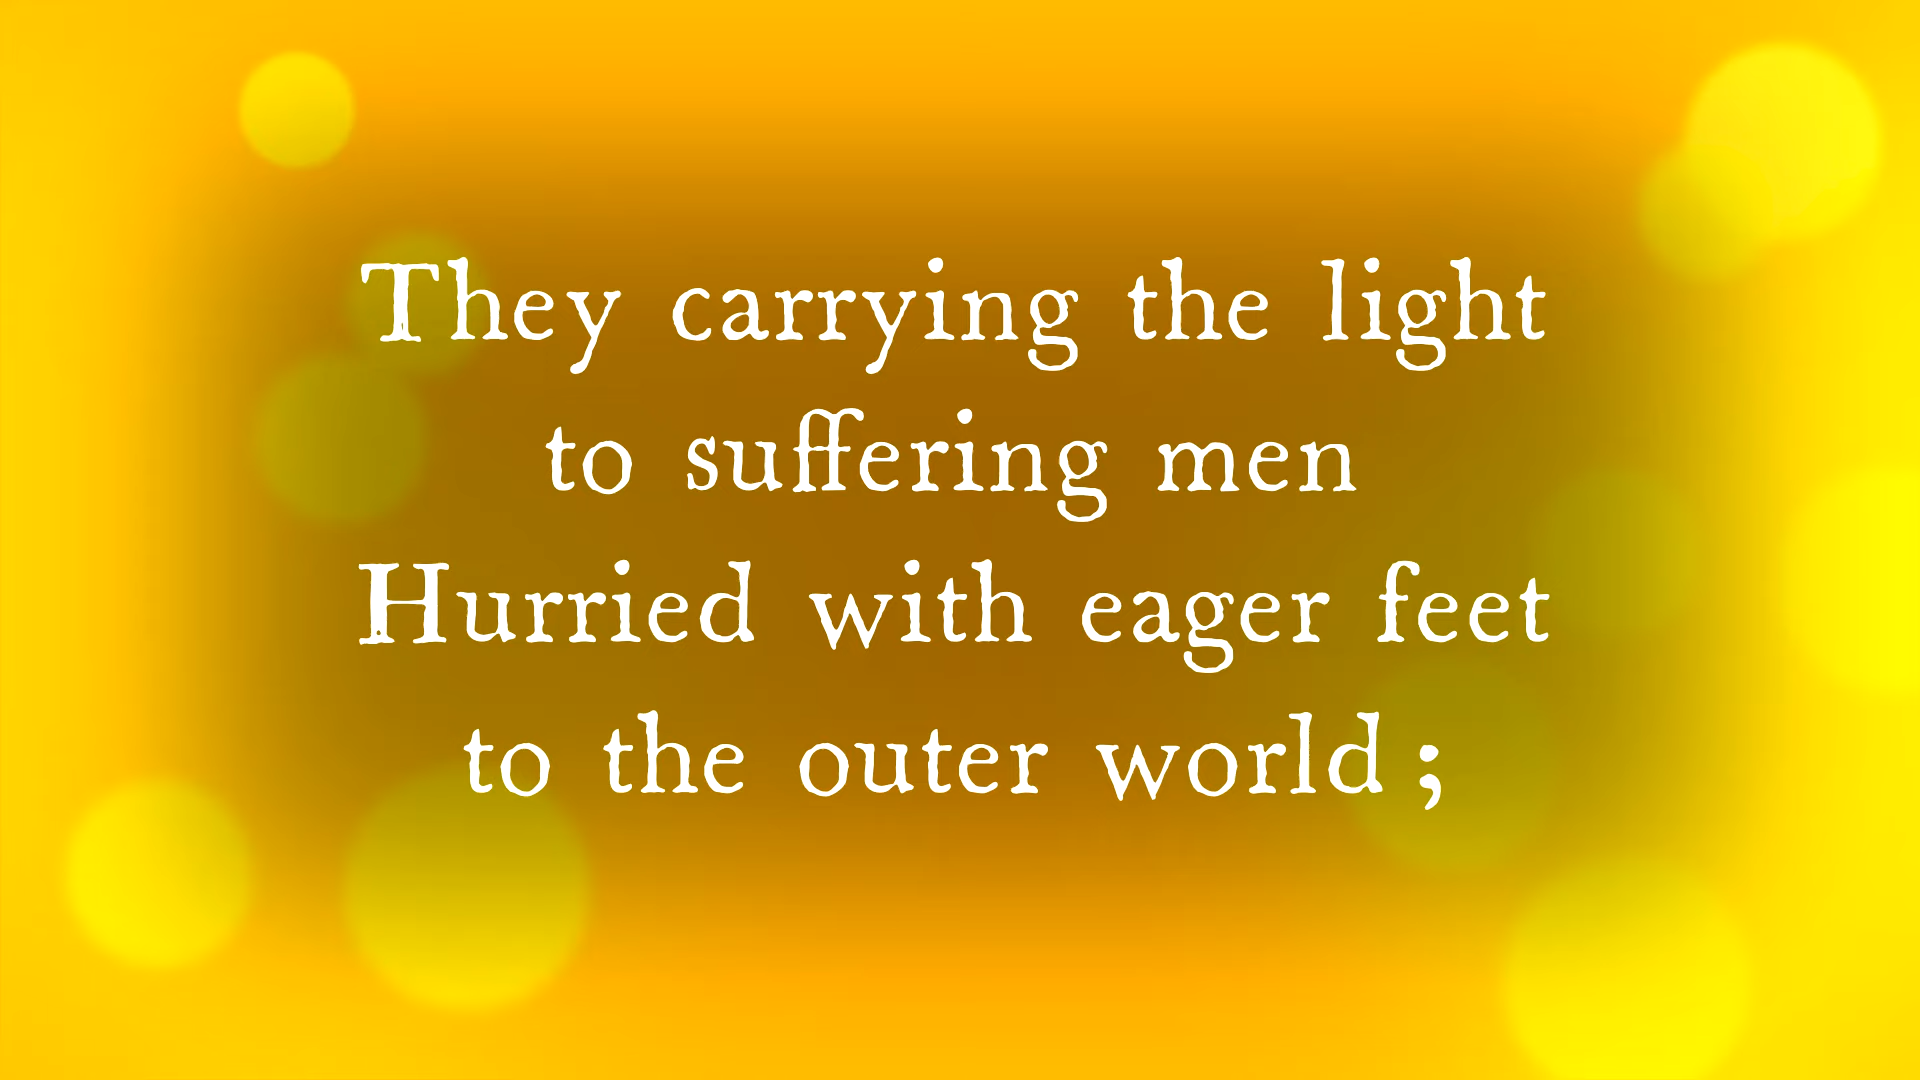 They carrying the light
to suffering men
Hurried with eager feet
to the outer world;